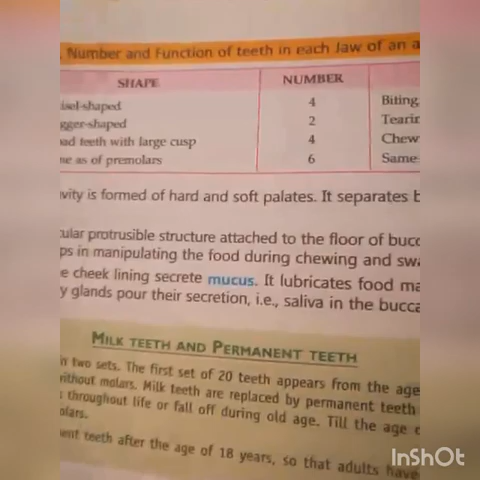 Number and Function of teeth in each Jaw of an a
SHAPE NUMBER
isel-shaped 4 Biting
gger-shaped 2 Tearin
ad teeth with large cusp 4 Chew
ne as of premolars 6 Same
vity is formed of hard and soft palates. It separates b
ular protrusible structure attached to the floor of bucc
ps in manipulating the food during chewing and swa
e cheek lining secrete mucus. It lubricates food ma
y glands pour their secretion, i.e., saliva in the bucca
MILK TEETH AND PERMANENT TEETH
in two sets. The first set of 20 teeth appears from the age
without molars. Milk teeth are replaced by permanent teeth
throughout life or fall off during old age. Till the age
olars.
ent teeth after the age of 18 years, so that adults have
InShOt